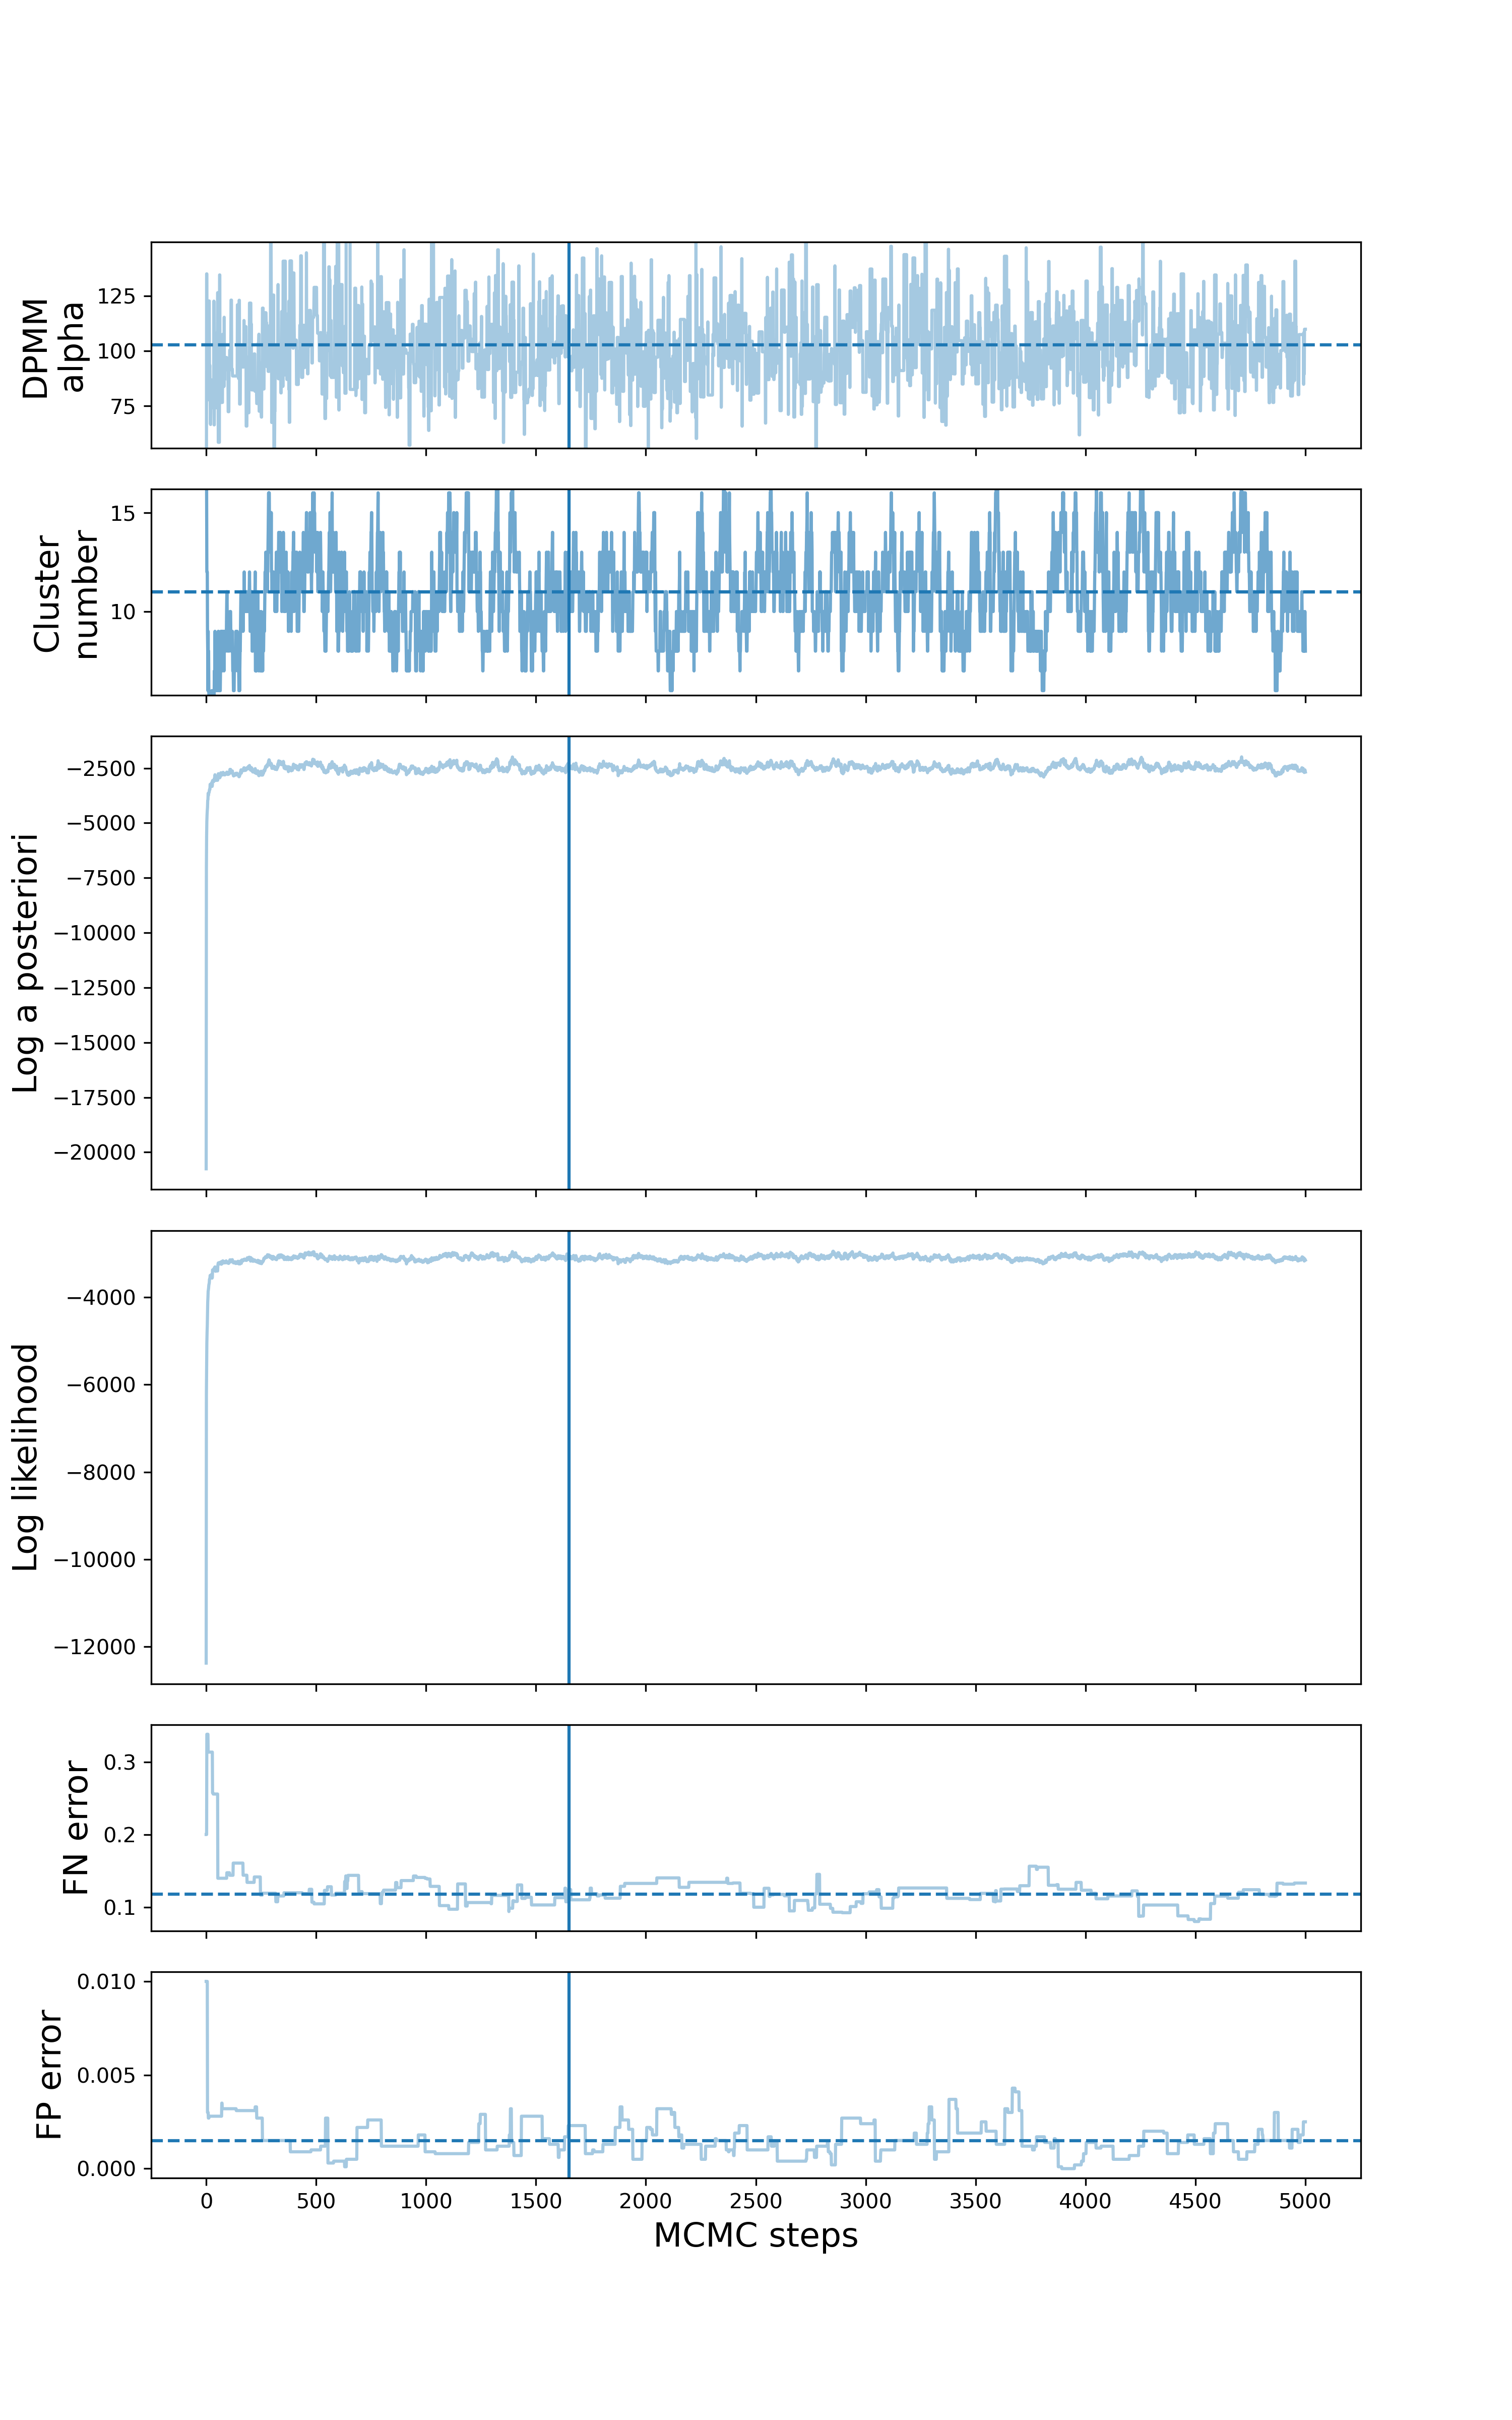 DPMM
alpha
125
100
75
Cluster
number
15
10
Log a posteriori
−2500
−5000
−7500
−10000
−12500
−15000
−17500
−20000
Log likelihood
−4000
−6000
−8000
−10000
−12000
FN error
0.3
0.2
0.1
FP error
0.010
0.005
0.000
0 500 1000 1500 2000 2500 3000 3500 4000 4500 5000
MCMC steps